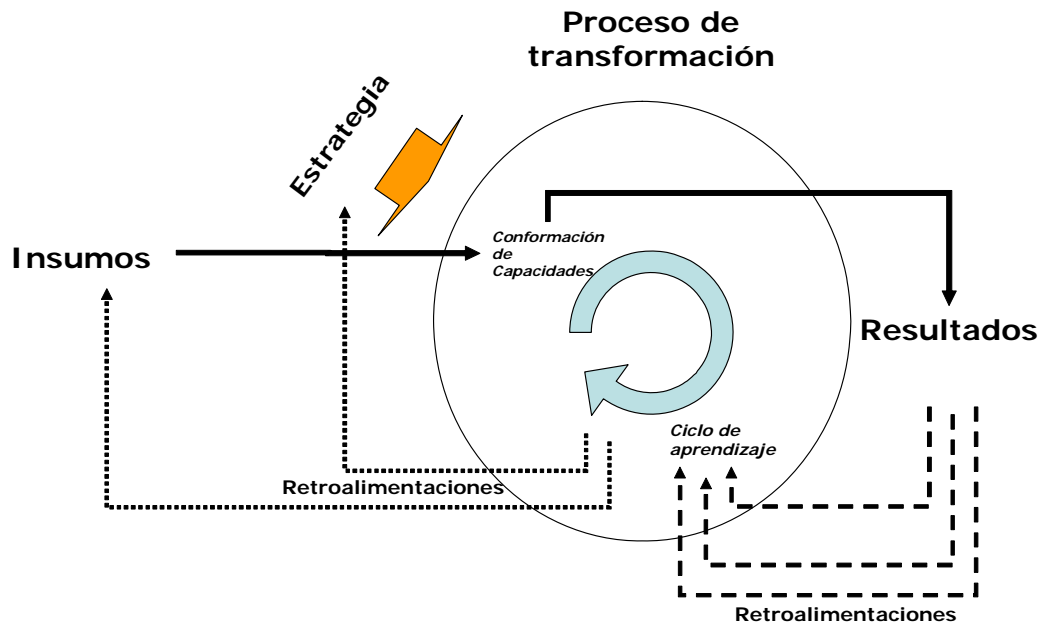 Proceso de
transformación
Estrategia
Insumos
Conformación
de
Capacidades
Resultados
Ciclo de
aprendizaje
Retroalimentaciones
Retroalimentaciones